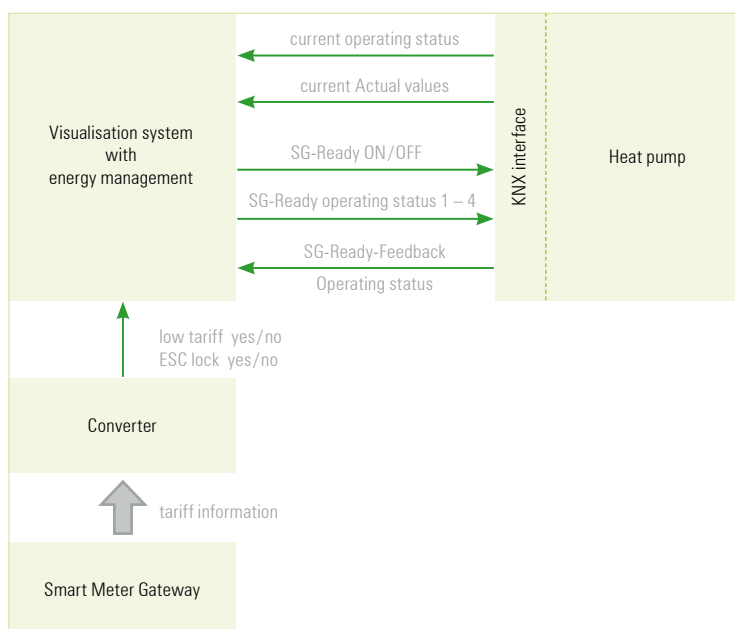 current operating status
current Actual values
Visualisation system
with
energy management
SG-Ready ON/OFF
SG-Ready operating status 1 – 4
SG-Ready-Feedback
Operating status
KNX interface
Heat pump
low tariff yes/no
ESC lock yes/no
Converter
tariff information
Smart Meter Gateway